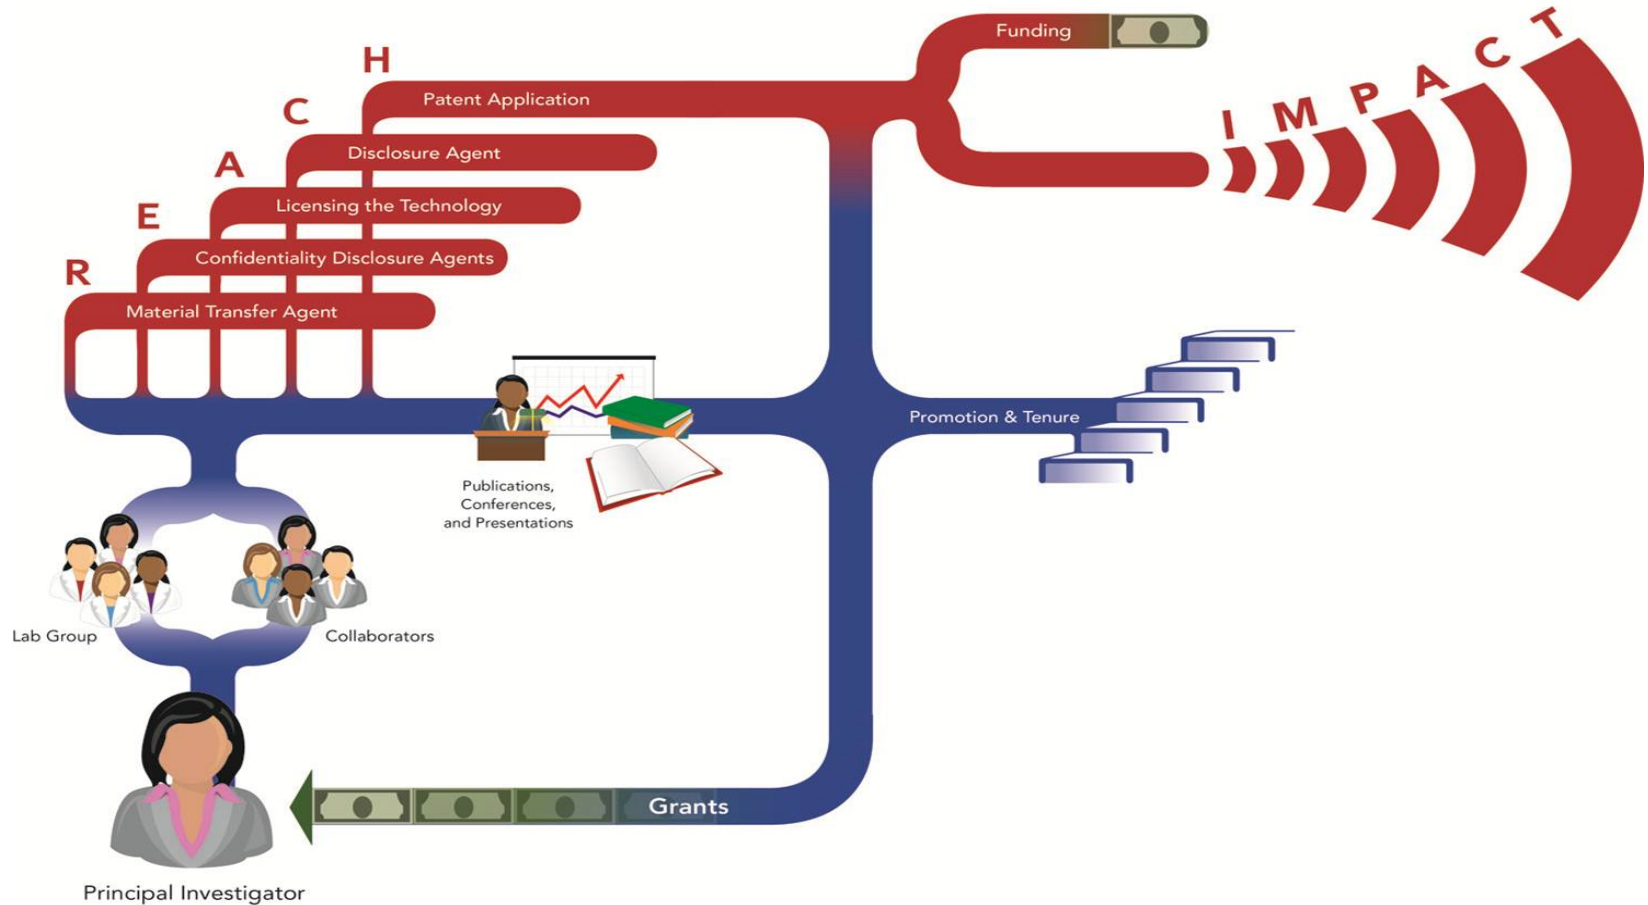 Funding
I M P A C T
H
Patent Application
C
Disclosure Agent
A
Licensing the Technology
E
Confidentiality Disclosure Agents
R
Material Transfer Agent
Promotion & Tenure
Publications,
Conferences,
and Presentations
Lab Group
Collaborators
Grants
Principal Investigator